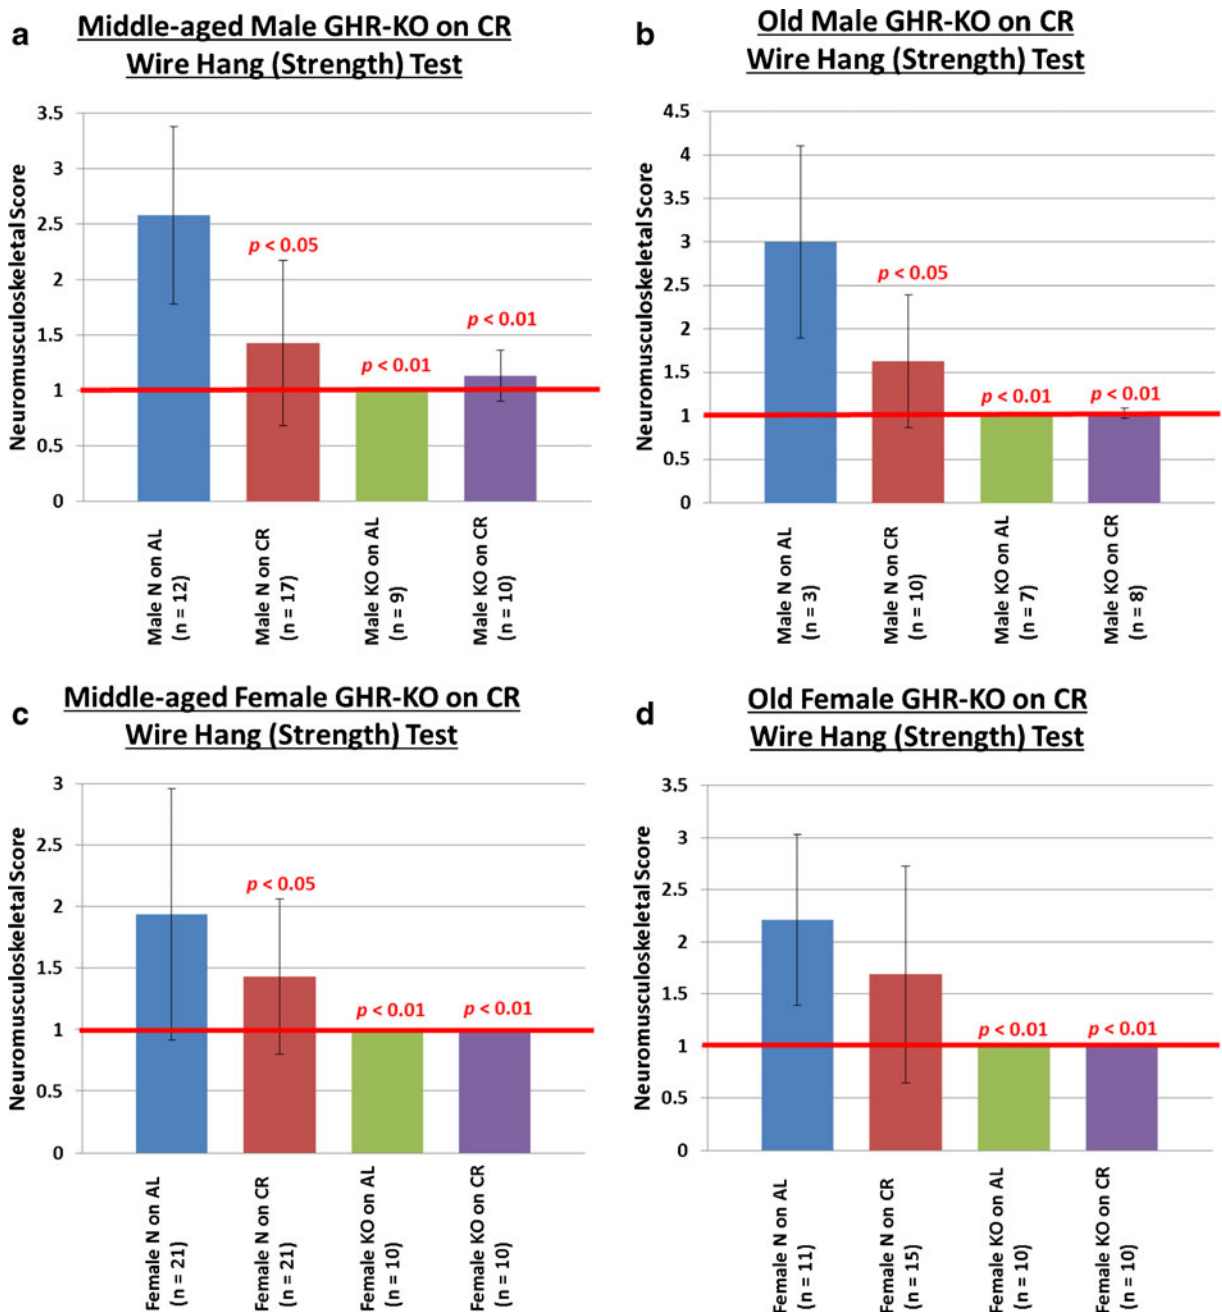 a
Middle-aged Male GHR-KO on CR
Wire Hang (Strength) Test
Neuromusculoskeletal Score
3.5
3
2.5
2
1.5
1
0.5
0
p < 0.05
p < 0.01
p < 0.01
Male N on AL
(n = 12)
Male N on CR
(n = 17)
Male KO on AL
(n = 9)
Male KO on CR
(n = 10)
b
Old Male GHR-KO on CR
Wire Hang (Strength) Test
Neuromusculoskeletal Score
4.5
4
3.5
3
2.5
2
1.5
1
0.5
0
p < 0.05
p < 0.01
p < 0.01
Male N on AL
(n = 3)
Male N on CR
(n = 10)
Male KO on AL
(n = 7)
Male KO on CR
(n = 8)
c
Middle-aged Female GHR-KO on CR
Wire Hang (Strength) Test
Neuromusculoskeletal Score
3
2.5
2
1.5
1
0.5
0
p < 0.05
p < 0.01
p < 0.01
Female N on AL
(n = 21)
Female N on CR
(n = 21)
Female KO on AL
(n = 10)
Female KO on CR
(n = 10)
d
Old Female GHR-KO on CR
Wire Hang (Strength) Test
Neuromusculoskeletal Score
3.5
3
2.5
2
1.5
1
0.5
0
p < 0.01
p < 0.01
Female N on AL
(n = 11)
Female N on CR
(n = 15)
Female KO on AL
(n = 10)
Female KO on CR
(n = 10)